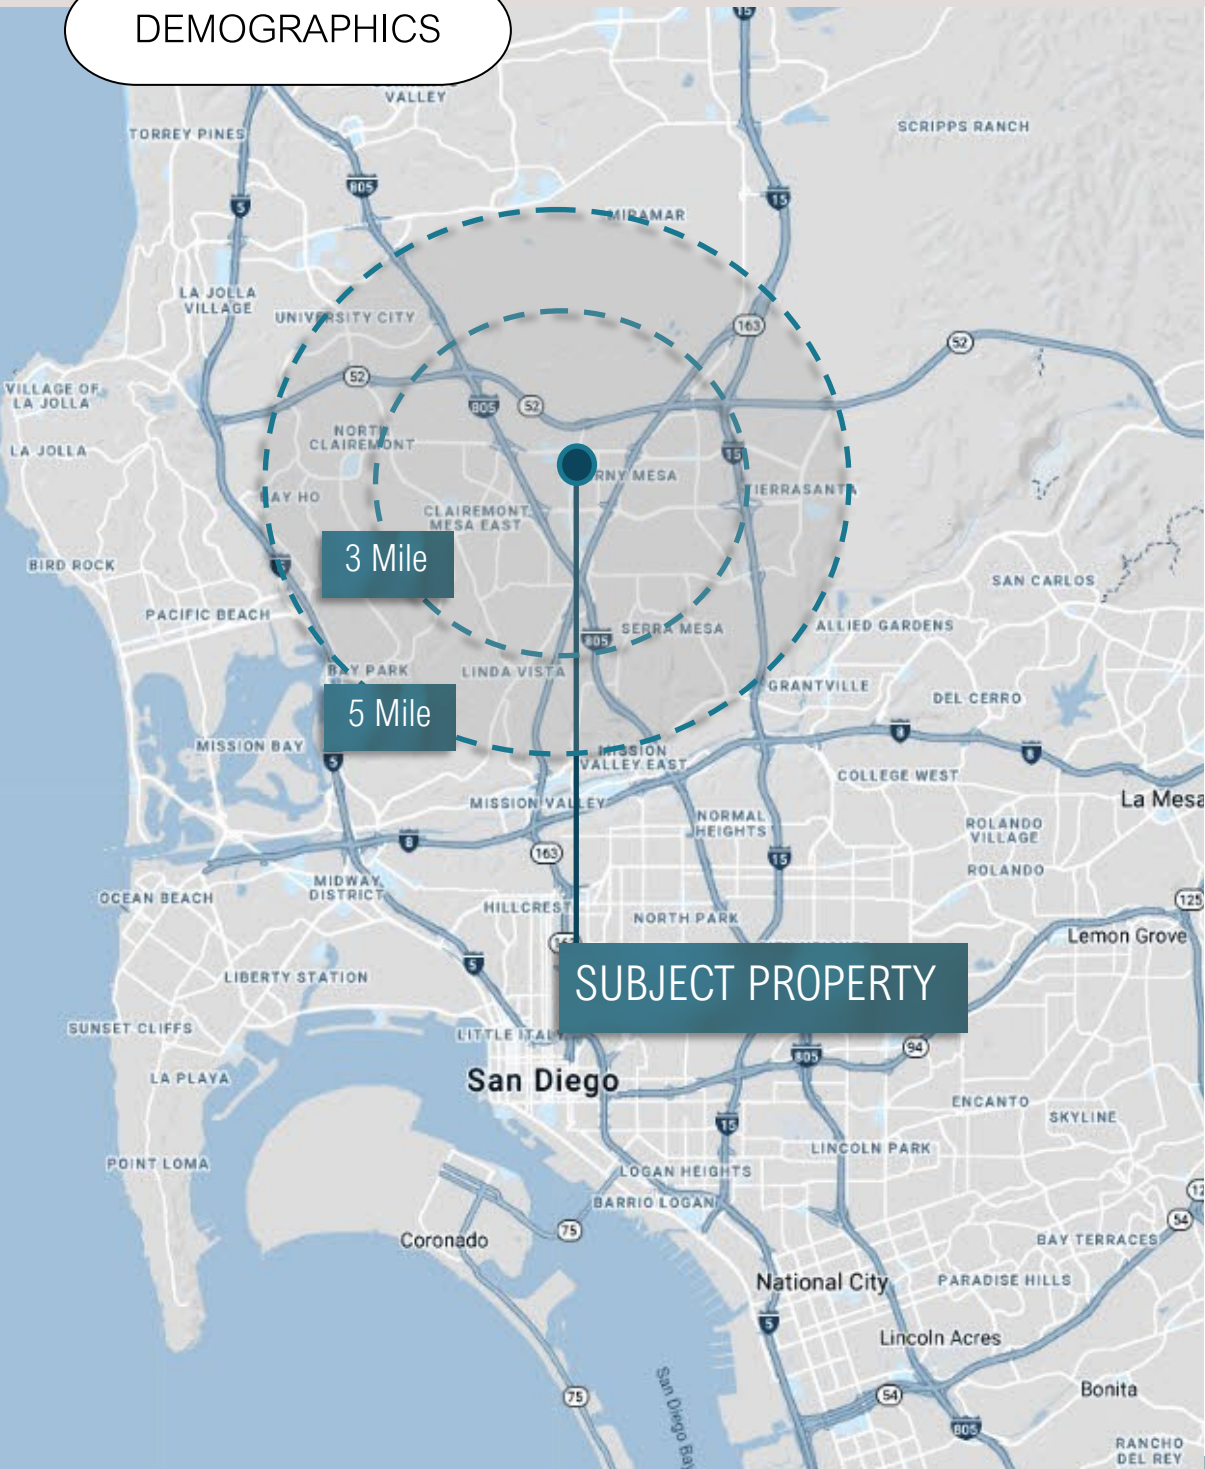 DEMOGRAPHICS
15
VALLEY
SCRIPPS RANCH
TORREY PINES
805
15
5
MIRAMAR
LA JOLLA
VILLAGE
UNIVERSITY CITY
163
52
52
805
52
VILLAGE OF
LA JOLLA
NORTH
CLAIREMONT
LA JOLLA
15
RNY MESA
TIERRASANTA
BAY HO
CLAIREMONT
MESA EAST
3 Mile
BIRD ROCK
SAN CARLOS
PACIFIC BEACH
ALLIED GARDENS
SERRA MESA
805
BAY PARK
LINDA VISTA
GRANTVILLE
DEL CERRO
5 Mile
MISSION BAY
MISSION
VALLEY EAST
8
8
5
COLLEGE WEST
La Mesa
MISSION VALLEY
NORMAL
HEIGHTS
ROLANDO
VILLAGE
8
163
15
ROLANDO
MIDWAY
DISTRICT
OCEAN BEACH
HILLCREST
NORTH PARK
125
Lemon Grove
5
LIBERTY STATION
SUBJECT PROPERTY
SUNSET CLIFFS
LITTLE ITALY
94
805
LA PLAYA
San Diego
ENCANTO
SKYLINE
15
LINCOLN PARK
POINT LOMA
LOGAN HEIGHTS
BARRIO LOGAN
12
54
75
Coronado
BAY TERRACES
National City
PARADISE HILLS
5
Lincoln Acres
San Diego Bay
75
54
Bonita
805
RANCHO
DEL REY